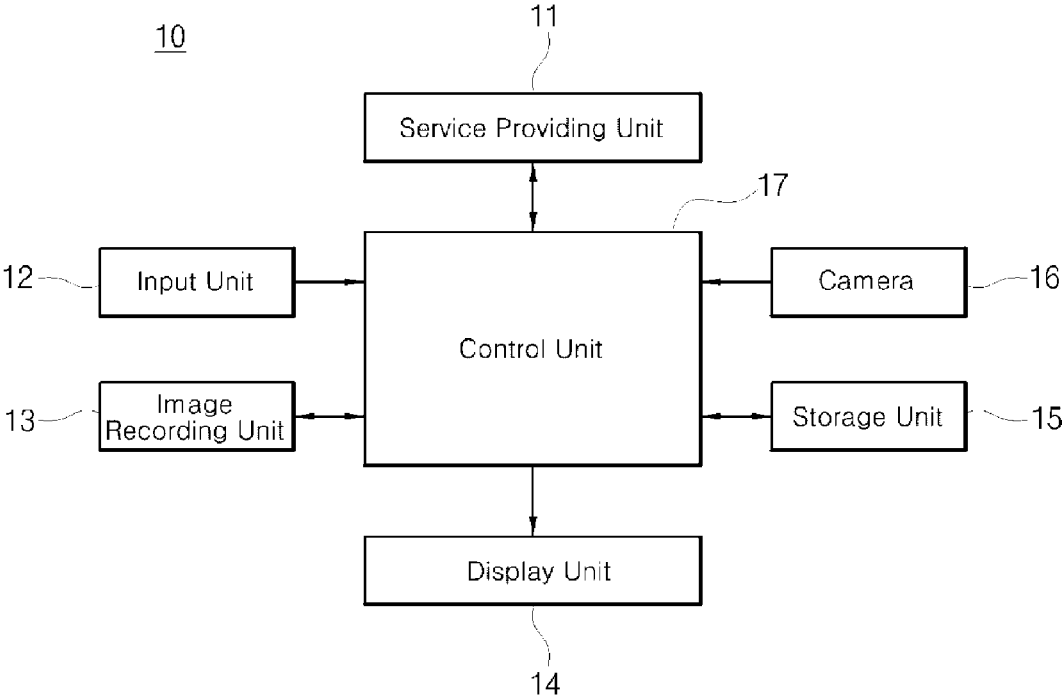 10
11
Service Providing Unit
17
12
Input Unit
Camera
16
Control Unit
13
Image
Recording Unit
Storage Unit
15
Display Unit
14